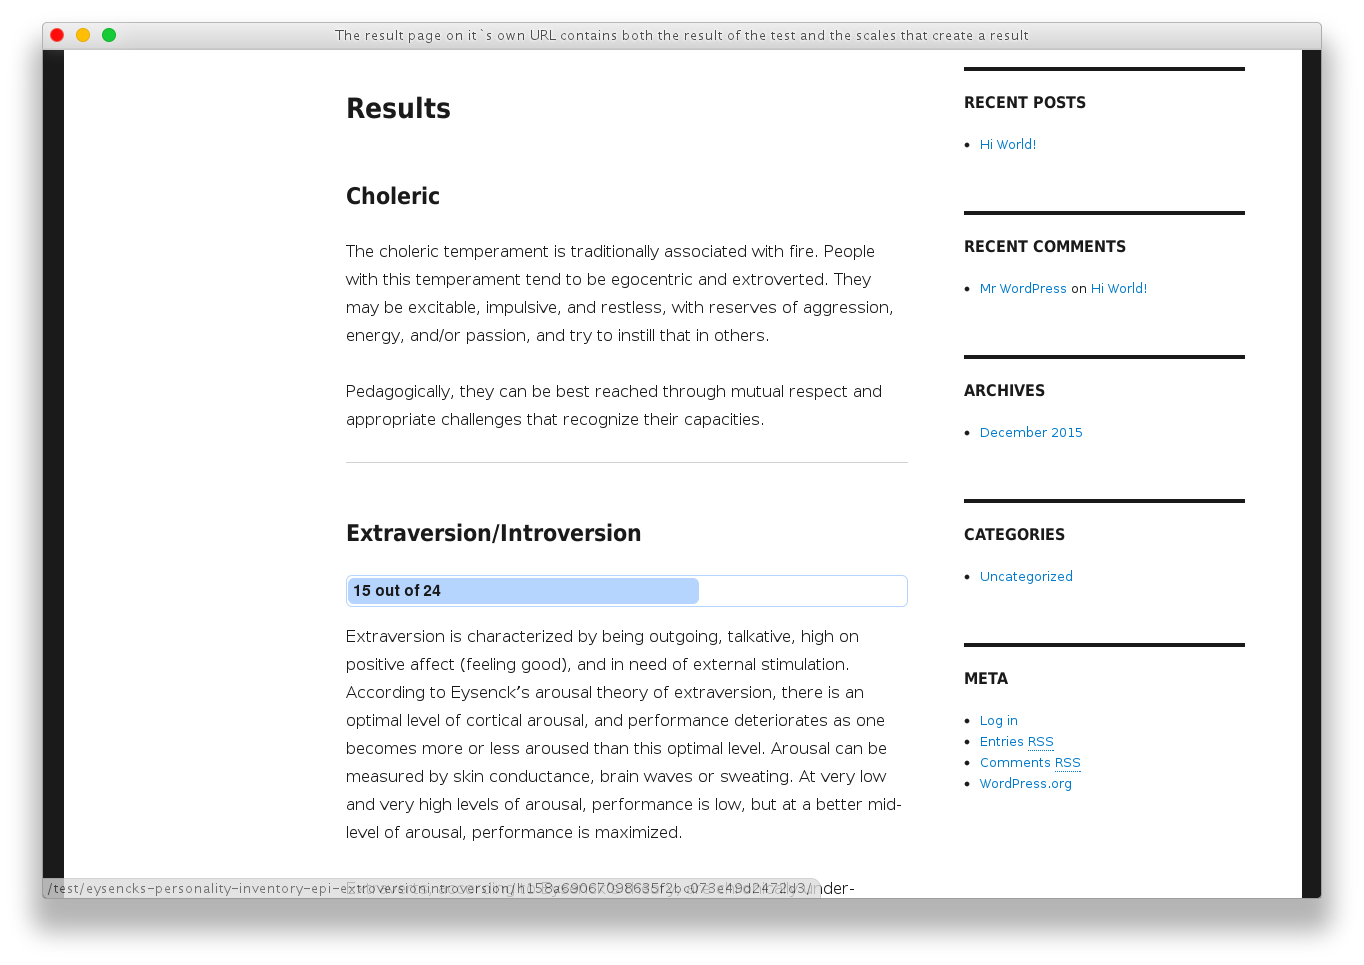 The result page on it`s own URL contains both the result of the test and the scales that create a result
Results
Choleric
The choleric temperament is traditionally associated with fire. People
with this temperament tend to be egocentric and extroverted. They
may be excitable, impulsive, and restless, with reserves of aggression,
energy, and/or passion, and try to instill that in others.
Pedagogically, they can be best reached through mutual respect and
appropriate challenges that recognize their capacities.
Extraversion/Introversion
15 out of 24
Extraversion is characterized by being outgoing, talkative, high on
positive affect (feeling good), and in need of external stimulation.
According to Eysenck's arousal theory of extraversion, there is an
optimal level of cortical arousal, and performance deteriorates as one
becomes more or less aroused than this optimal level. Arousal can be
measured by skin conductance, brain waves or sweating. At very low
and very high levels of arousal, performance is low, but at a better mid-
level of arousal, performance is maximized.
RECENT POSTS
• Hi World!
RECENT COMMENTS
• Mr WordPress on Hi World!
ARCHIVES
• December 2015
CATEGORIES
• Uncategorized
META
• Log in
• Entries RSS
• Comments RSS
• WordPress.org